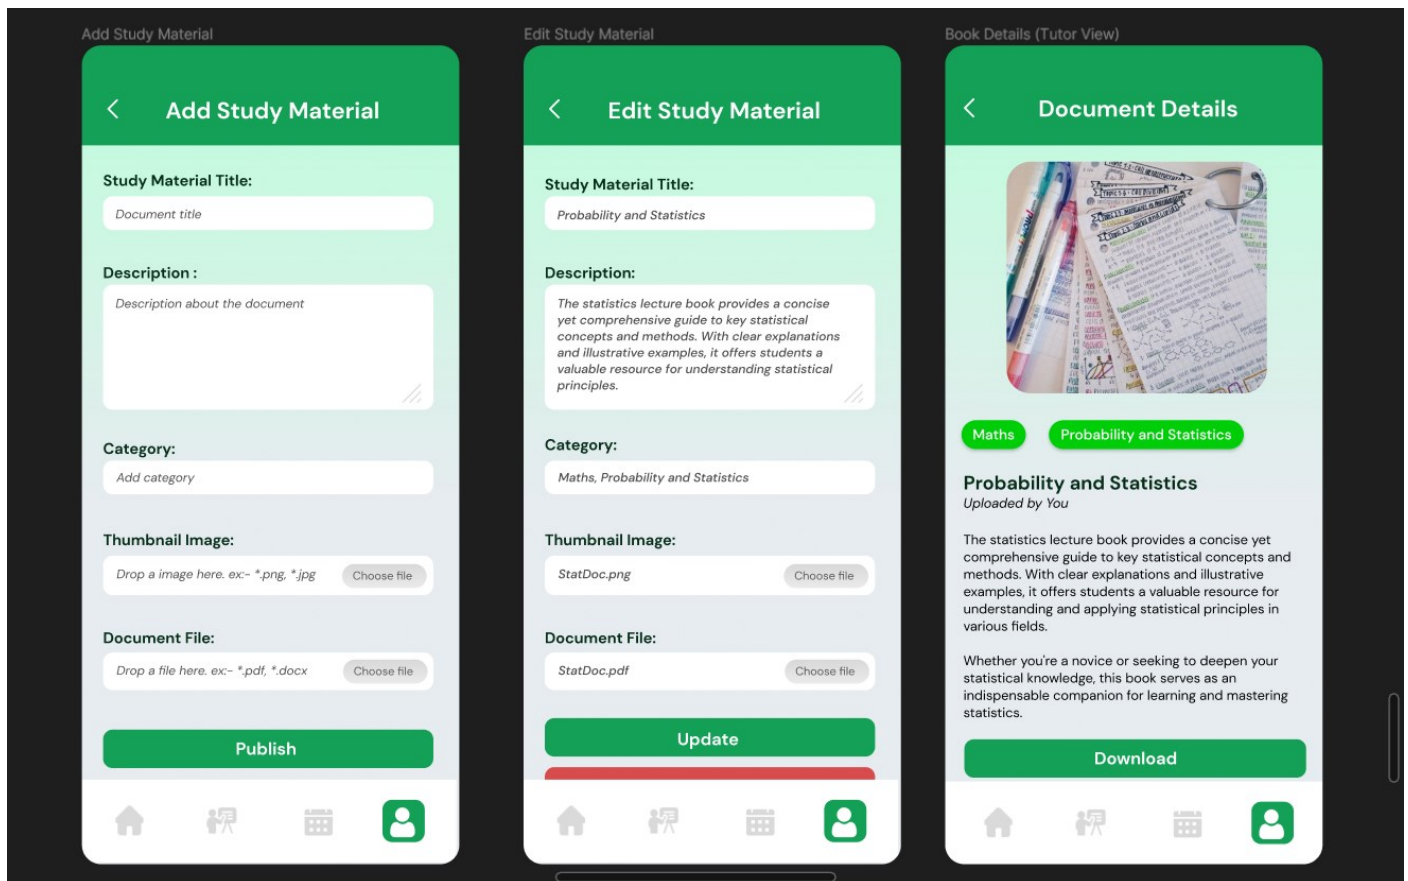 Add Study Material
Add Study Material
Study Material Title:
Document title
Description :
Description about the document
Category:
Add category
Thumbnail Image:
Drop a image here. ex:- *.png, *.jpg
Choose file
Document File:
Drop a file here. ex:- *.pdf, *.docx
Choose file
Publish
Edit Study Material
Edit Study Material
Study Material Title:
Probability and Statistics
Description:
The statistics lecture book provides a concise
yet comprehensive guide to key statistical
concepts and methods. With clear explanations
and illustrative examples, it offers students a
valuable resource for understanding statistical
principles.
Category:
Maths, Probability and Statistics
Thumbnail Image:
StatDoc.png
Choose file
Document File:
StatDoc.pdf
Choose file
Update
Book Details (Tutor View)
Document Details
Maths
Probability and Statistics
Probability and Statistics
Uploaded by You
The statistics lecture book provides a concise yet
comprehensive guide to key statistical concepts and
methods. With clear explanations and illustrative
examples, it offers students a valuable resource for
understanding and applying statistical principles in
various fields.
Whether you're a novice or seeking to deepen your
statistical knowledge, this book serves as an
indispensable companion for learning and mastering
statistics.
Download